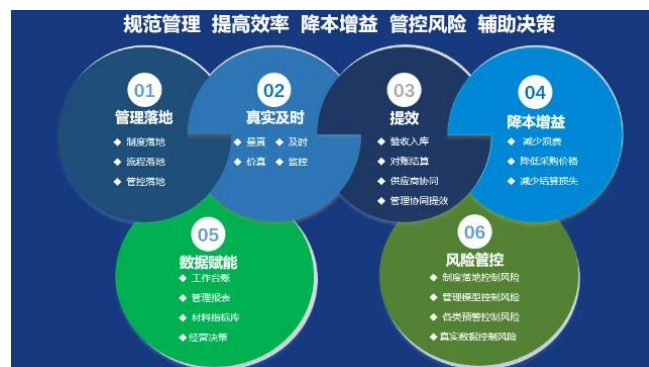 规范管理 提高效率 降本增益 管控风险 辅助决策
01
管理落地
◆ 制度落地
◆ 流程落地
◆ 管控落地
02
真实及时
◆ 量真 ◆ 及时
◆ 价真 ◆ 监控
03
提效
◆ 验收入库
◆ 对账结算
◆ 供应商协同
◆ 管理协同提效
04
降本增益
◆ 减少浪费
◆ 降低采购价格
◆ 减少结算损失
05
数据赋能
◆ 工作台账
◆ 管理报表
◆ 材料指标库
◆ 经营决策
06
风险管控
◆ 制度落地控制风险
◆ 管理模型控制风险
◆ 各类预警控制风险
◆ 真实数据控制风险